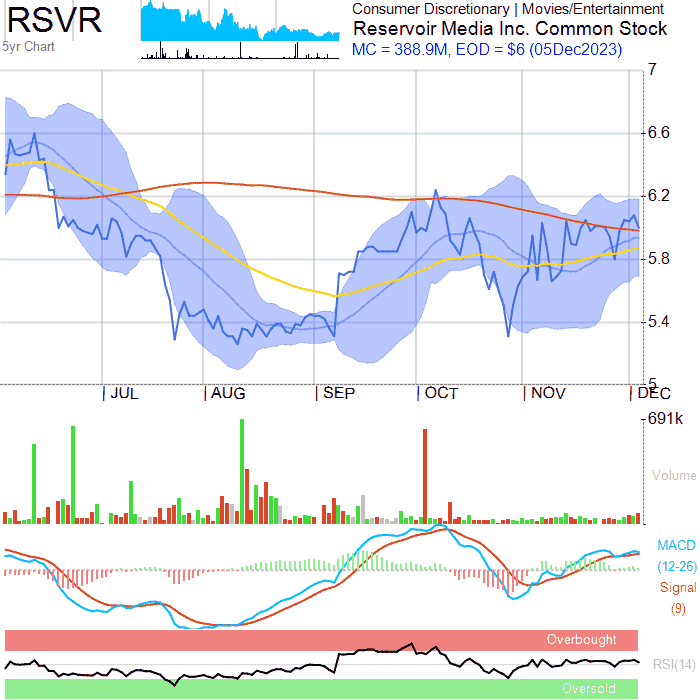 RSVR
5yr Chart
Consumer Discretionary | Movies/Entertainment
Reservoir Media Inc. Common Stock
MC = 388.9M, EOD = $6 (05Dec2023)
7
6.6
6.2
5.8
5.4
5
JUL AUG SEP OCT NOV DEC
691k
Volume
MACD
(12-26)
Signal
(9)
Overbought
RSI(14)
Oversold